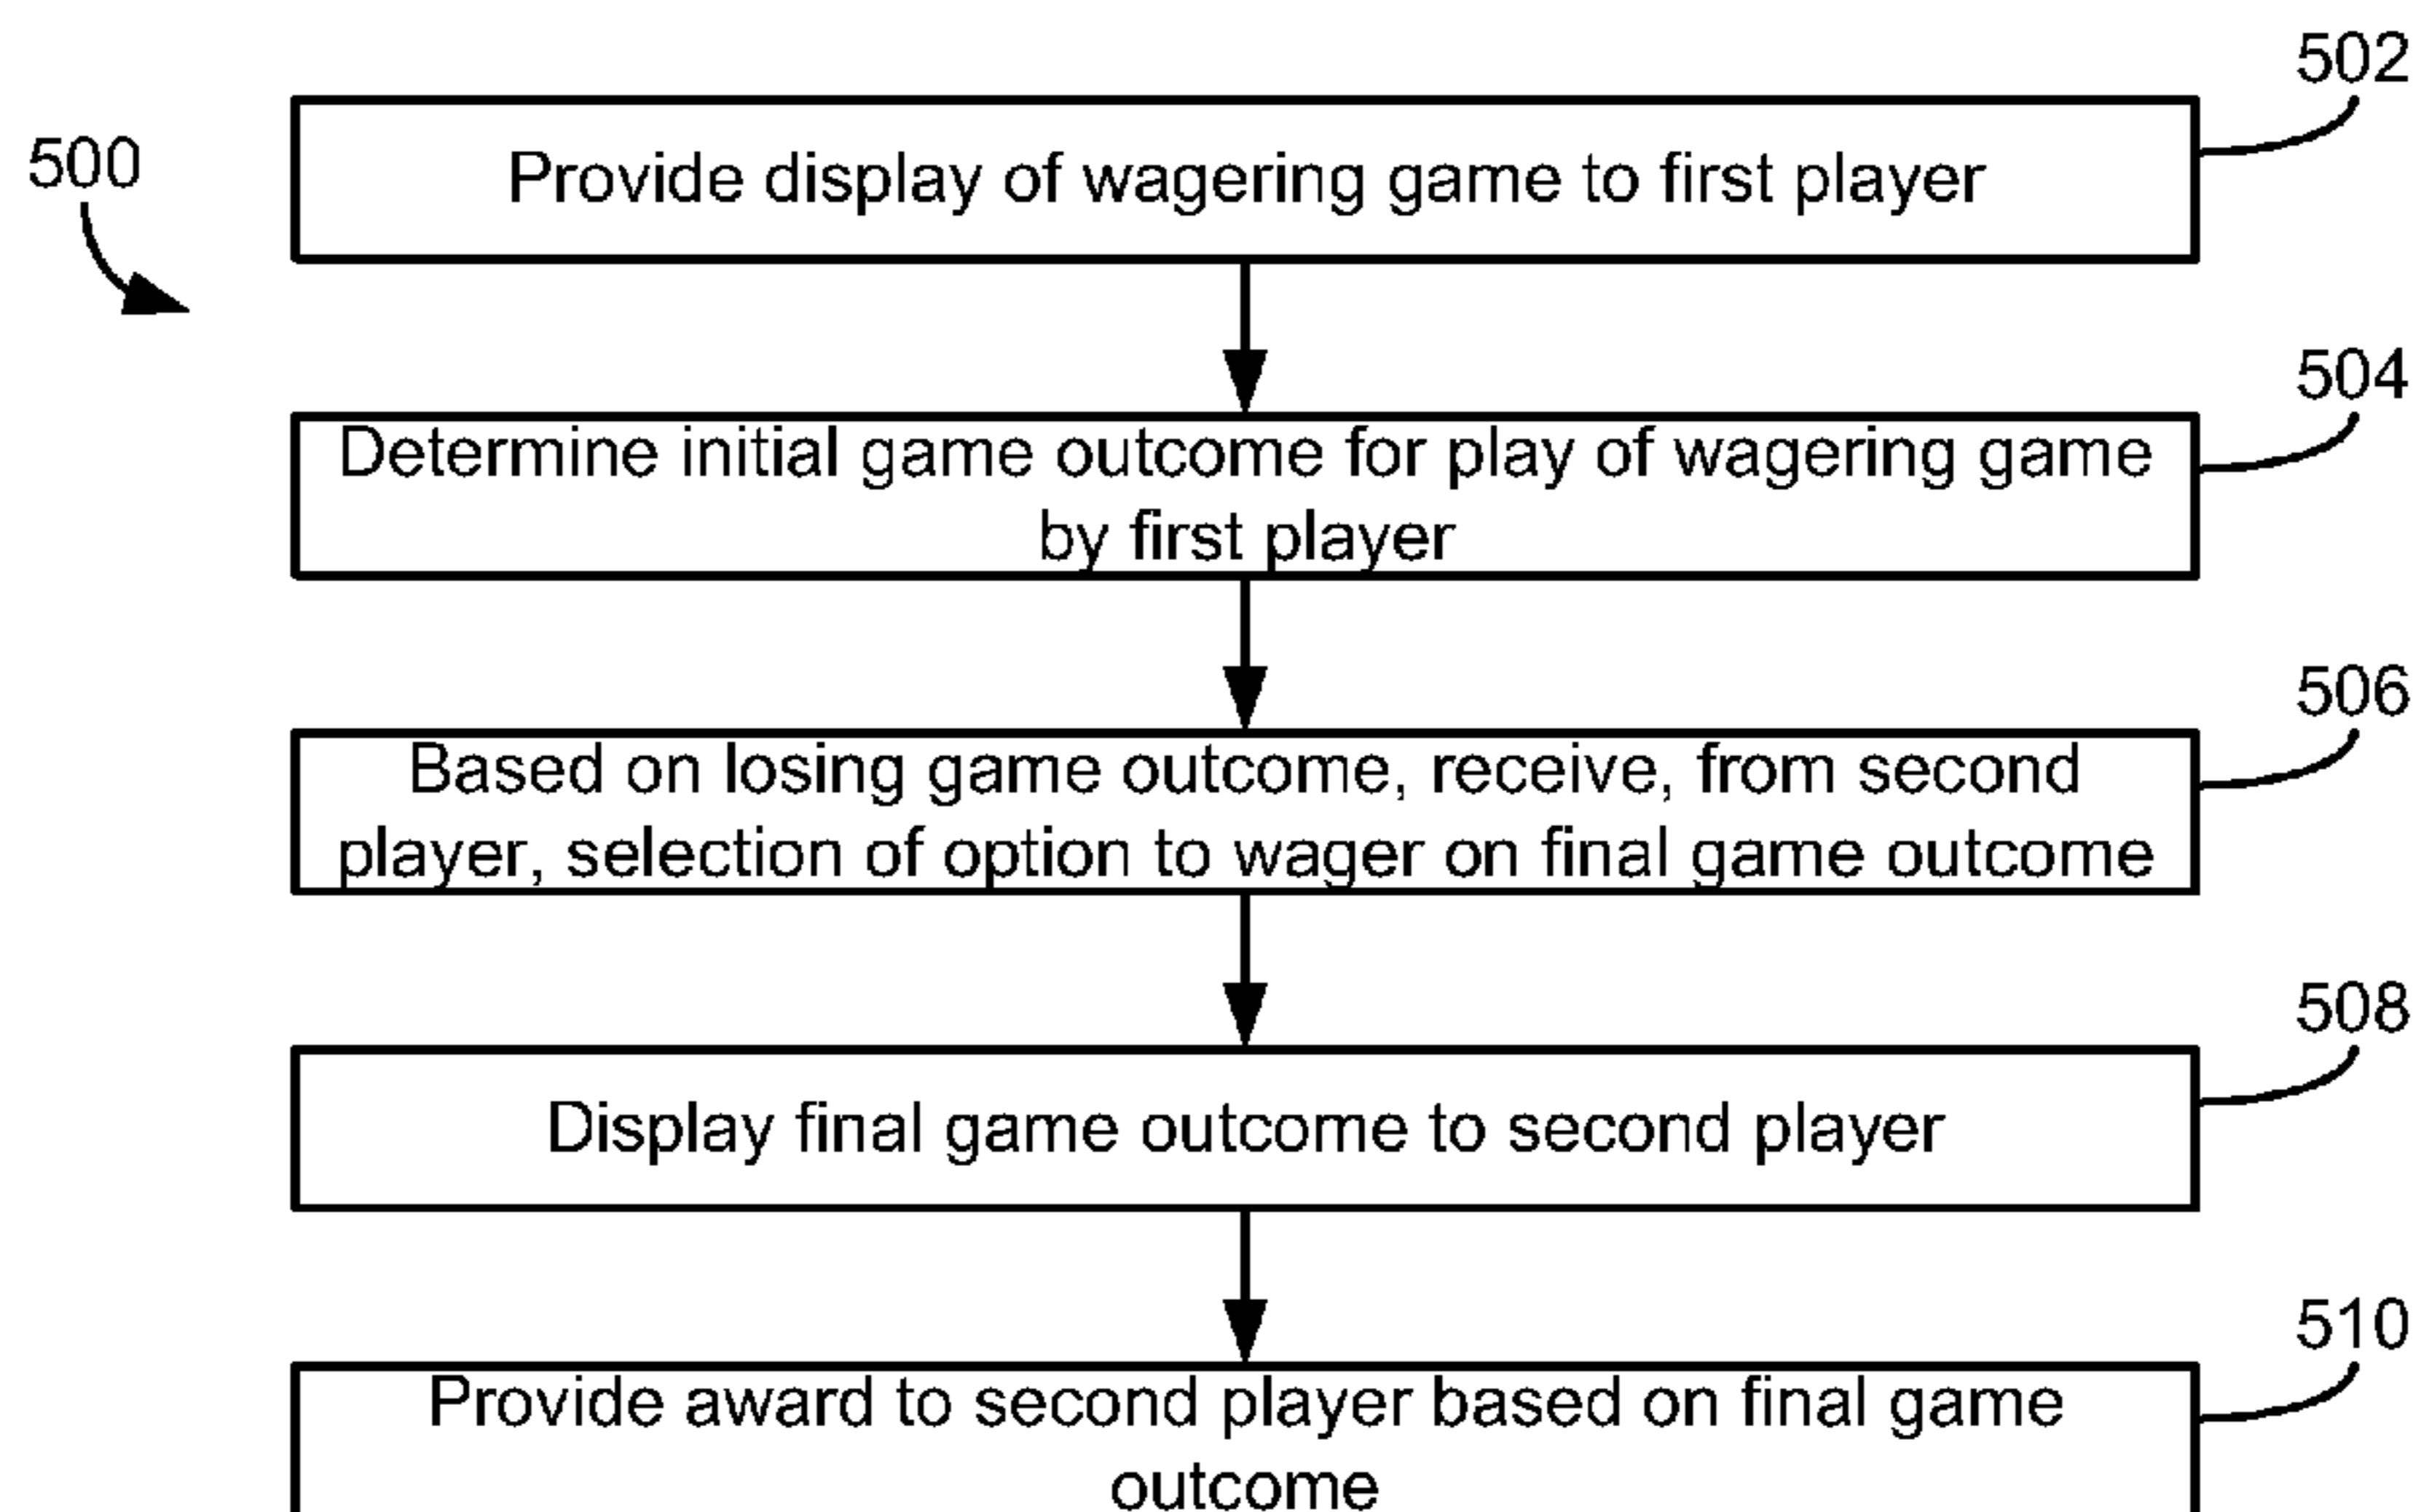 502
500
Provide display of wagering game to first player
504
Determine initial game outcome for play of wagering game
by first player
506
Based on losing game outcome, receive, from second
player, selection of option to wager on final game outcome
508
Display final game outcome to second player
510
Provide award to second player based on final game
outcome